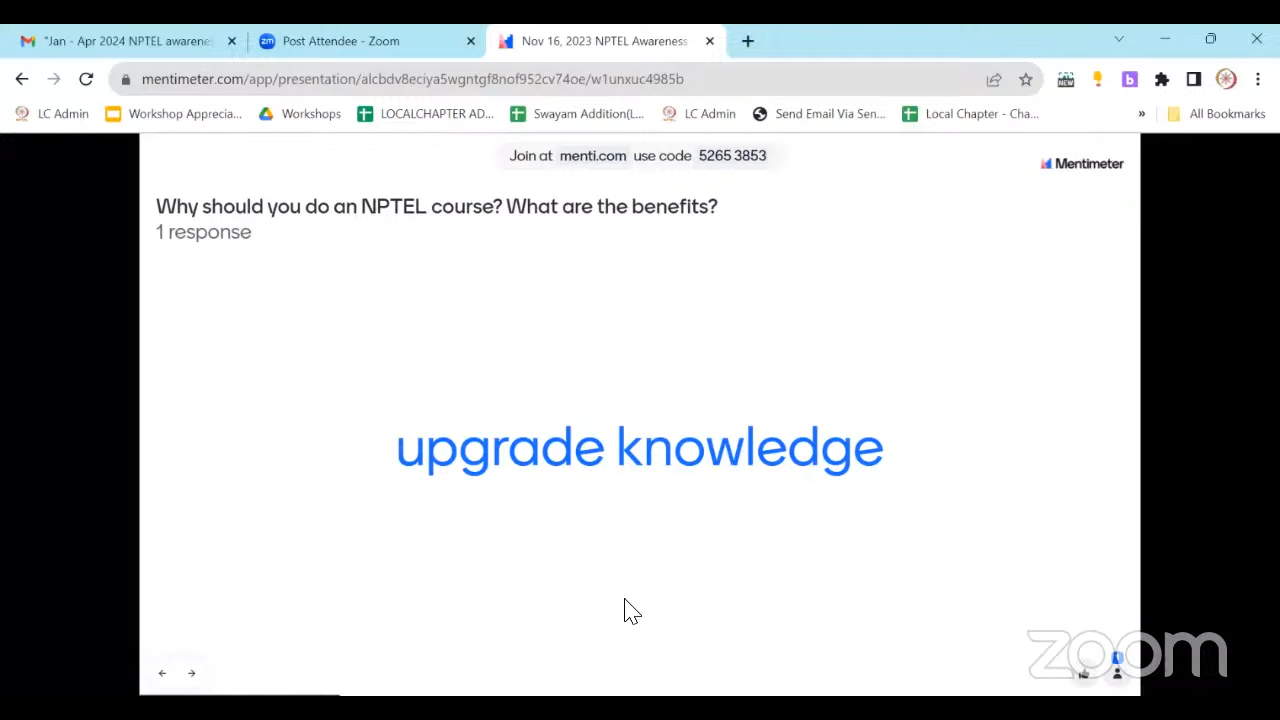 "Jan - Apr 2024 NPTEL awarene
Post Attendee - Zoom
Nov 16, 2023 NPTEL Awareness
mentimeter.com/app/presentation/alcbdv8eciya5wgntgf8nof952cv74oe/w1unxuc4985b
LC Admin
Workshop Apprecia...
Workshops
LOCALCHAPTER AD...
Swayam Addition(L...
LC Admin
Send Email Via Sen...
Local Chapter - Cha...
»
All Bookmarks
Join at menti.com use code 5265 3853
Mentimeter
Why should you do an NPTEL course? What are the benefits?
1 response
upgrade knowledge
zoom